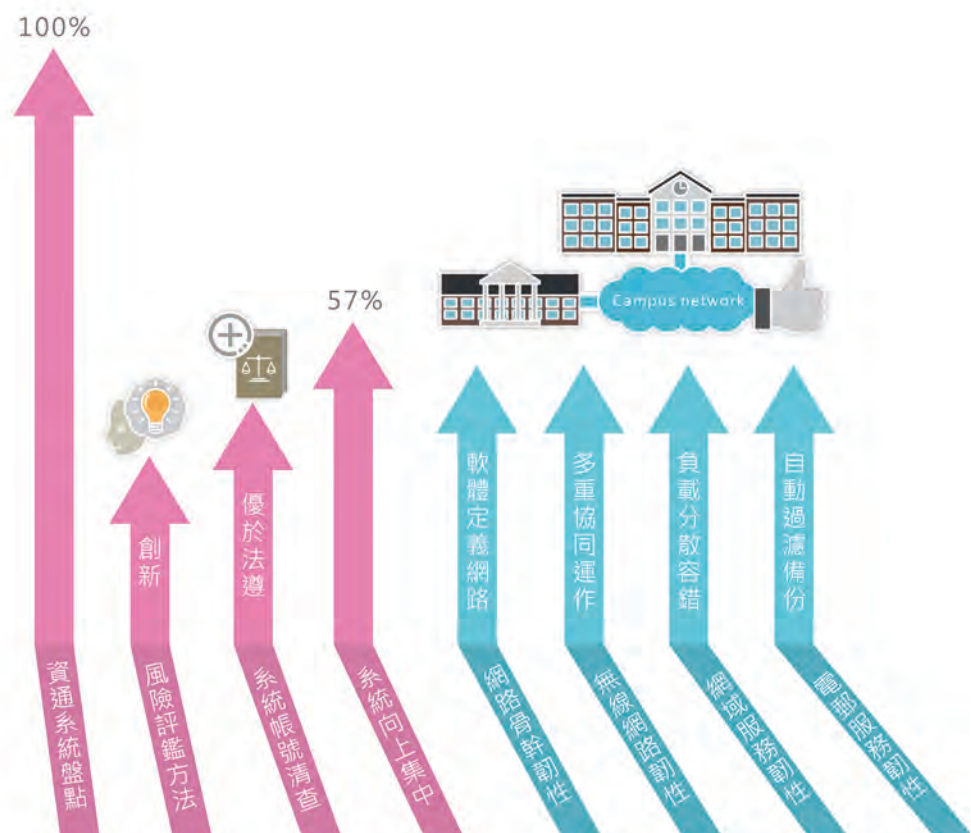 100%
57%
Campus network
創新
優於法遵
軟體定義網路
多重協同運作
負載分散容錯
自動過濾備份
資通系統盤點
風險評鑑方法
系統帳號清查
系統向上集中
網路骨幹韌性
無線網路韌性
網域服務韌性
電郵服務韌性